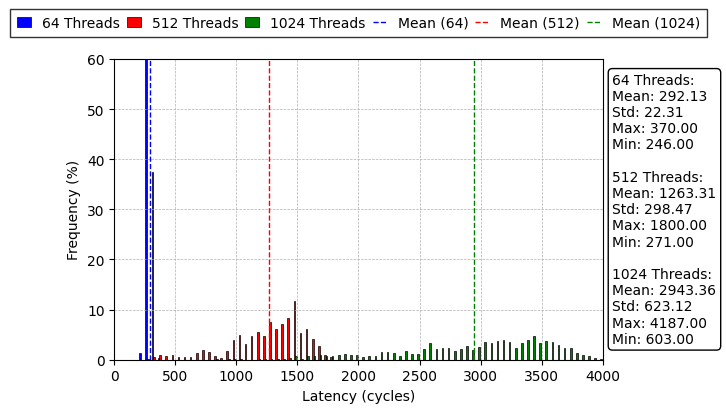 64 Threads 512 Threads 1024 Threads Mean (64) Mean (512) Mean (1024)
60
50
40
30
20
10
0
Frequency (%)
0 500 1000 1500 2000 2500 3000 3500 4000
Latency (cycles)
64 Threads:
Mean: 292.13
Std: 22.31
Max: 370.00
Min: 246.00
512 Threads:
Mean: 1263.31
Std: 298.47
Max: 1800.00
Min: 271.00
1024 Threads:
Mean: 2943.36
Std: 623.12
Max: 4187.00
Min: 603.00